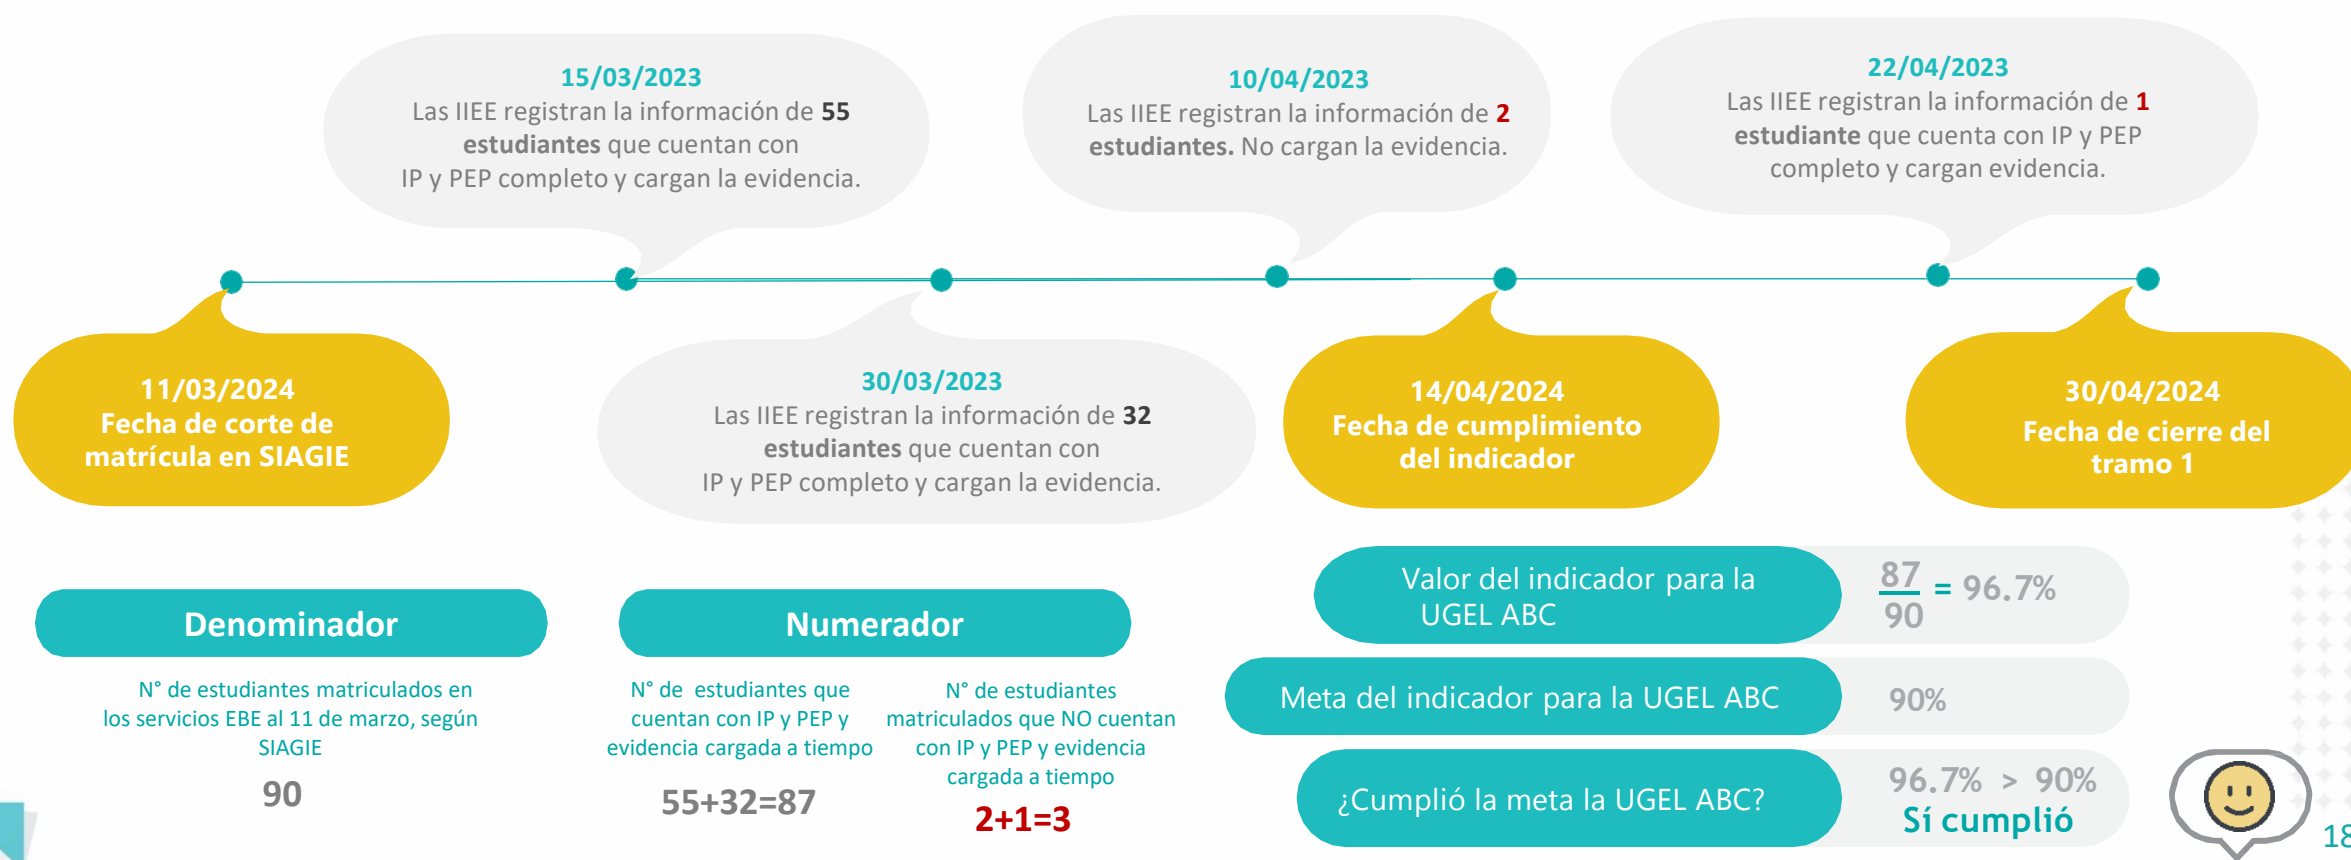 15/03/2023
Las IIEE registran la información de 55
estudiantes que cuentan con
IP y PEP completo y cargan la evidencia.
10/04/2023
Las IIEE registran la información de 2
estudiantes. No cargan la evidencia.
22/04/2023
Las IIEE registran la información de 1
estudiante que cuenta con IP y PEP
completo y cargan evidencia.
11/03/2024
Fecha de corte de
matrícula en SIAGIE
30/03/2023
Las IIEE registran la información de 32
estudiantes que cuentan con
IP y PEP completo y cargan la evidencia.
14/04/2024
Fecha de cumplimiento
del indicador
30/04/2024
Fecha de cierre del
tramo 1
Denominador
N° de estudiantes matriculados en
los servicios EBE al 11 de marzo, según
SIAGIE
90
Numerador
N° de estudiantes que
cuentan con IP y PEP y
evidencia cargada a tiempo
55+32=87
N° de estudiantes
matriculados que NO cuentan
con IP y PEP y evidencia
cargada a tiempo
2+1=3
Valor del indicador para la
UGEL ABC
87
90
= 96.7%
Meta del indicador para la UGEL ABC
90%
¿Cumplió la meta la UGEL ABC?
96.7% > 90%
Sí cumplió
18